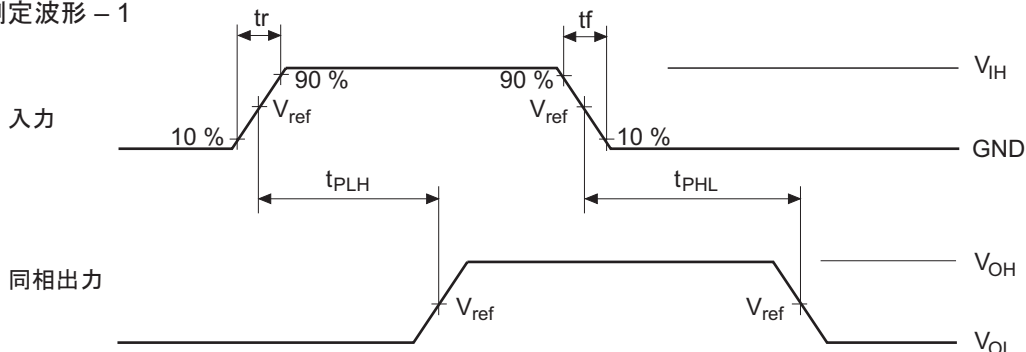 測定波形 – 1
tr
tf
90 %
90 %
V_IH
入力
V_ref
V_ref
10 %
10 %
GND
t_PLH
t_PHL
同相出力
V_OH
V_ref
V_ref
V_OL